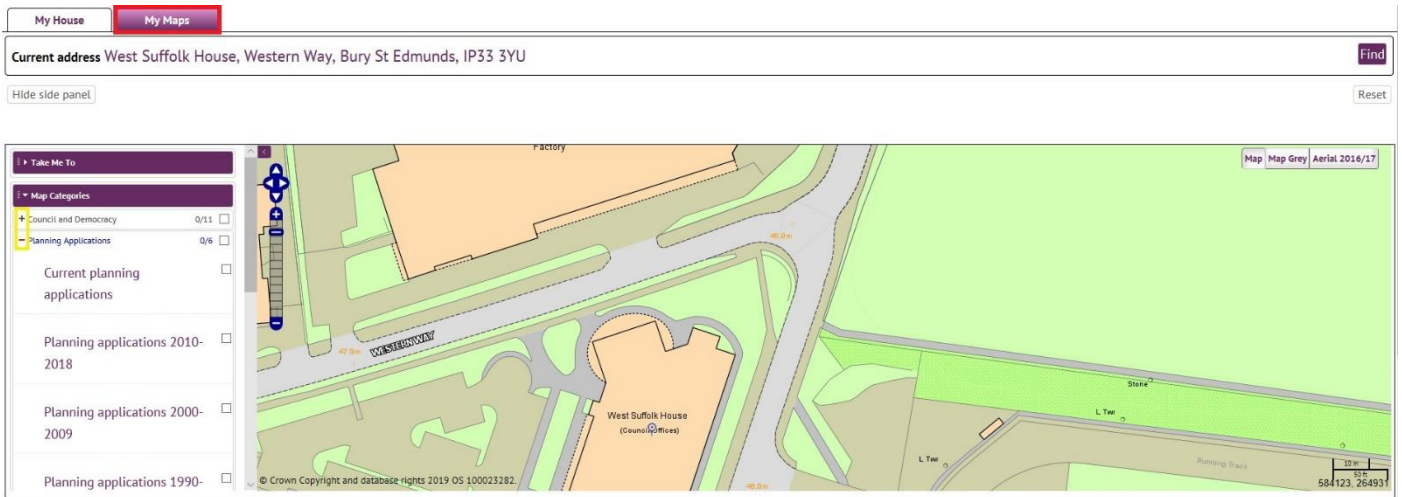 My House
My Maps
Current address West Suffolk House, Western Way, Bury St Edmunds, IP33 3YU
Find
Hide side panel
Reset
Take Me To
Map Categories
Council and Democracy 0/11
Planning Applications 0/6
Current planning
applications
Planning applications 2010-
2018
Planning applications 2000-
2009
Planning applications 1990-
Factory
Map Map Grey Aerial 2016/17
46.0m
47.0m
WESTERN WAY
West Suffolk House
(Council Offices)
Stone
L Twr
L Twr
Running Track
48.0m
10 m
50 ft
584123, 264931
© Crown Copyright and database rights 2019 OS 100023282.